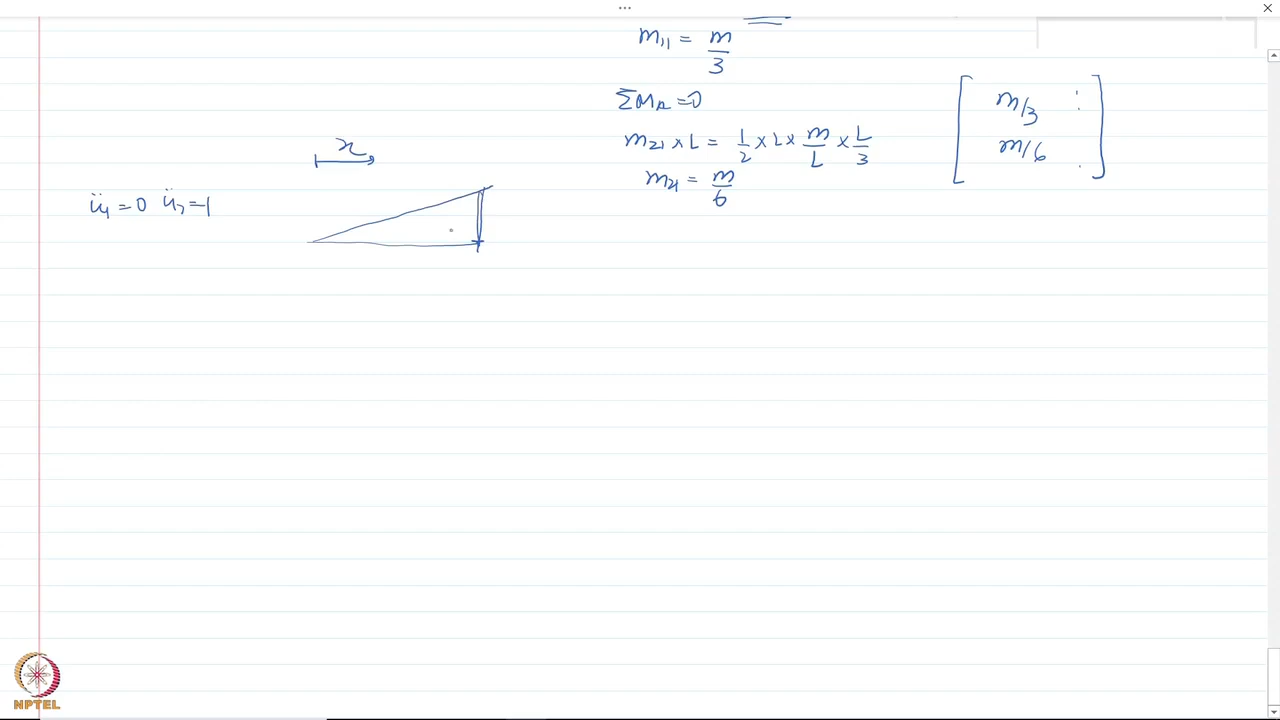 m₁₁ = m/3
ΣM_A = 0
m₂₁ × L = 1/2 × L × m/L × L/3
m₂₁ = m/6
[ m/3 :
m/6 . ]
x
ü₁ = 0 ü₂ = 1
NPTEL